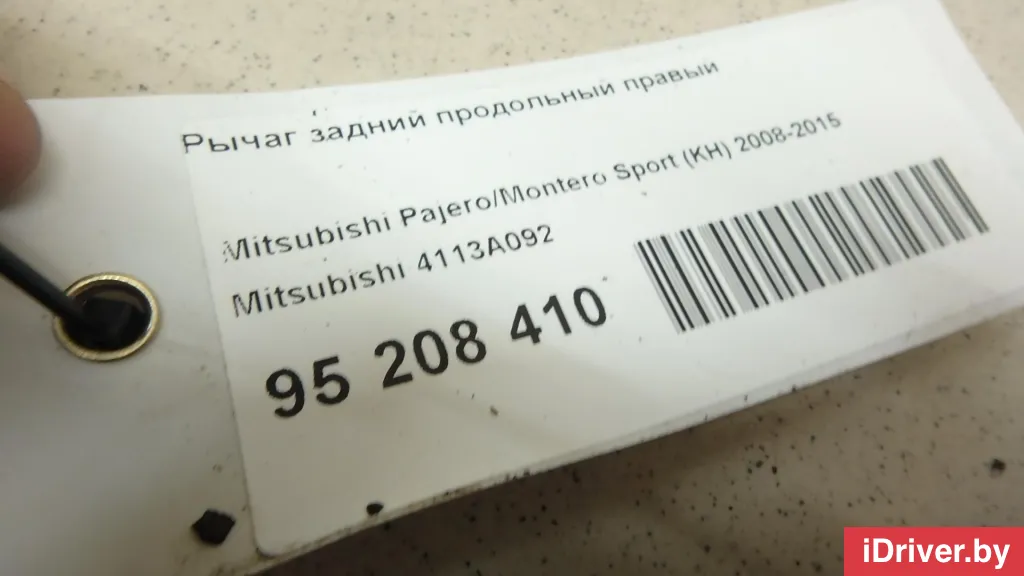 Рычаг задний продольный правый
Mitsubishi Pajero/Montero Sport (KH) 2008-2015
Mitsubishi 4113A092
95 208 410
iDriver.by